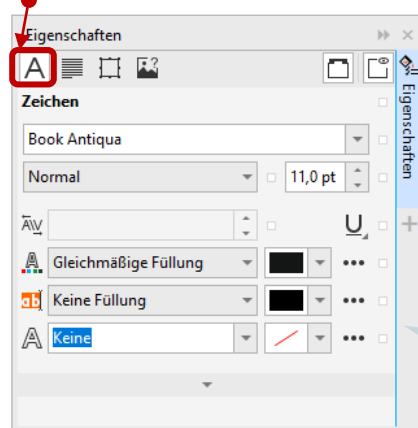 Eigenschaften
Zeichen
Book Antiqua
Normal
11,0 pt
Gleichmäßige Füllung
Keine Füllung
Keine
Eigenschaften